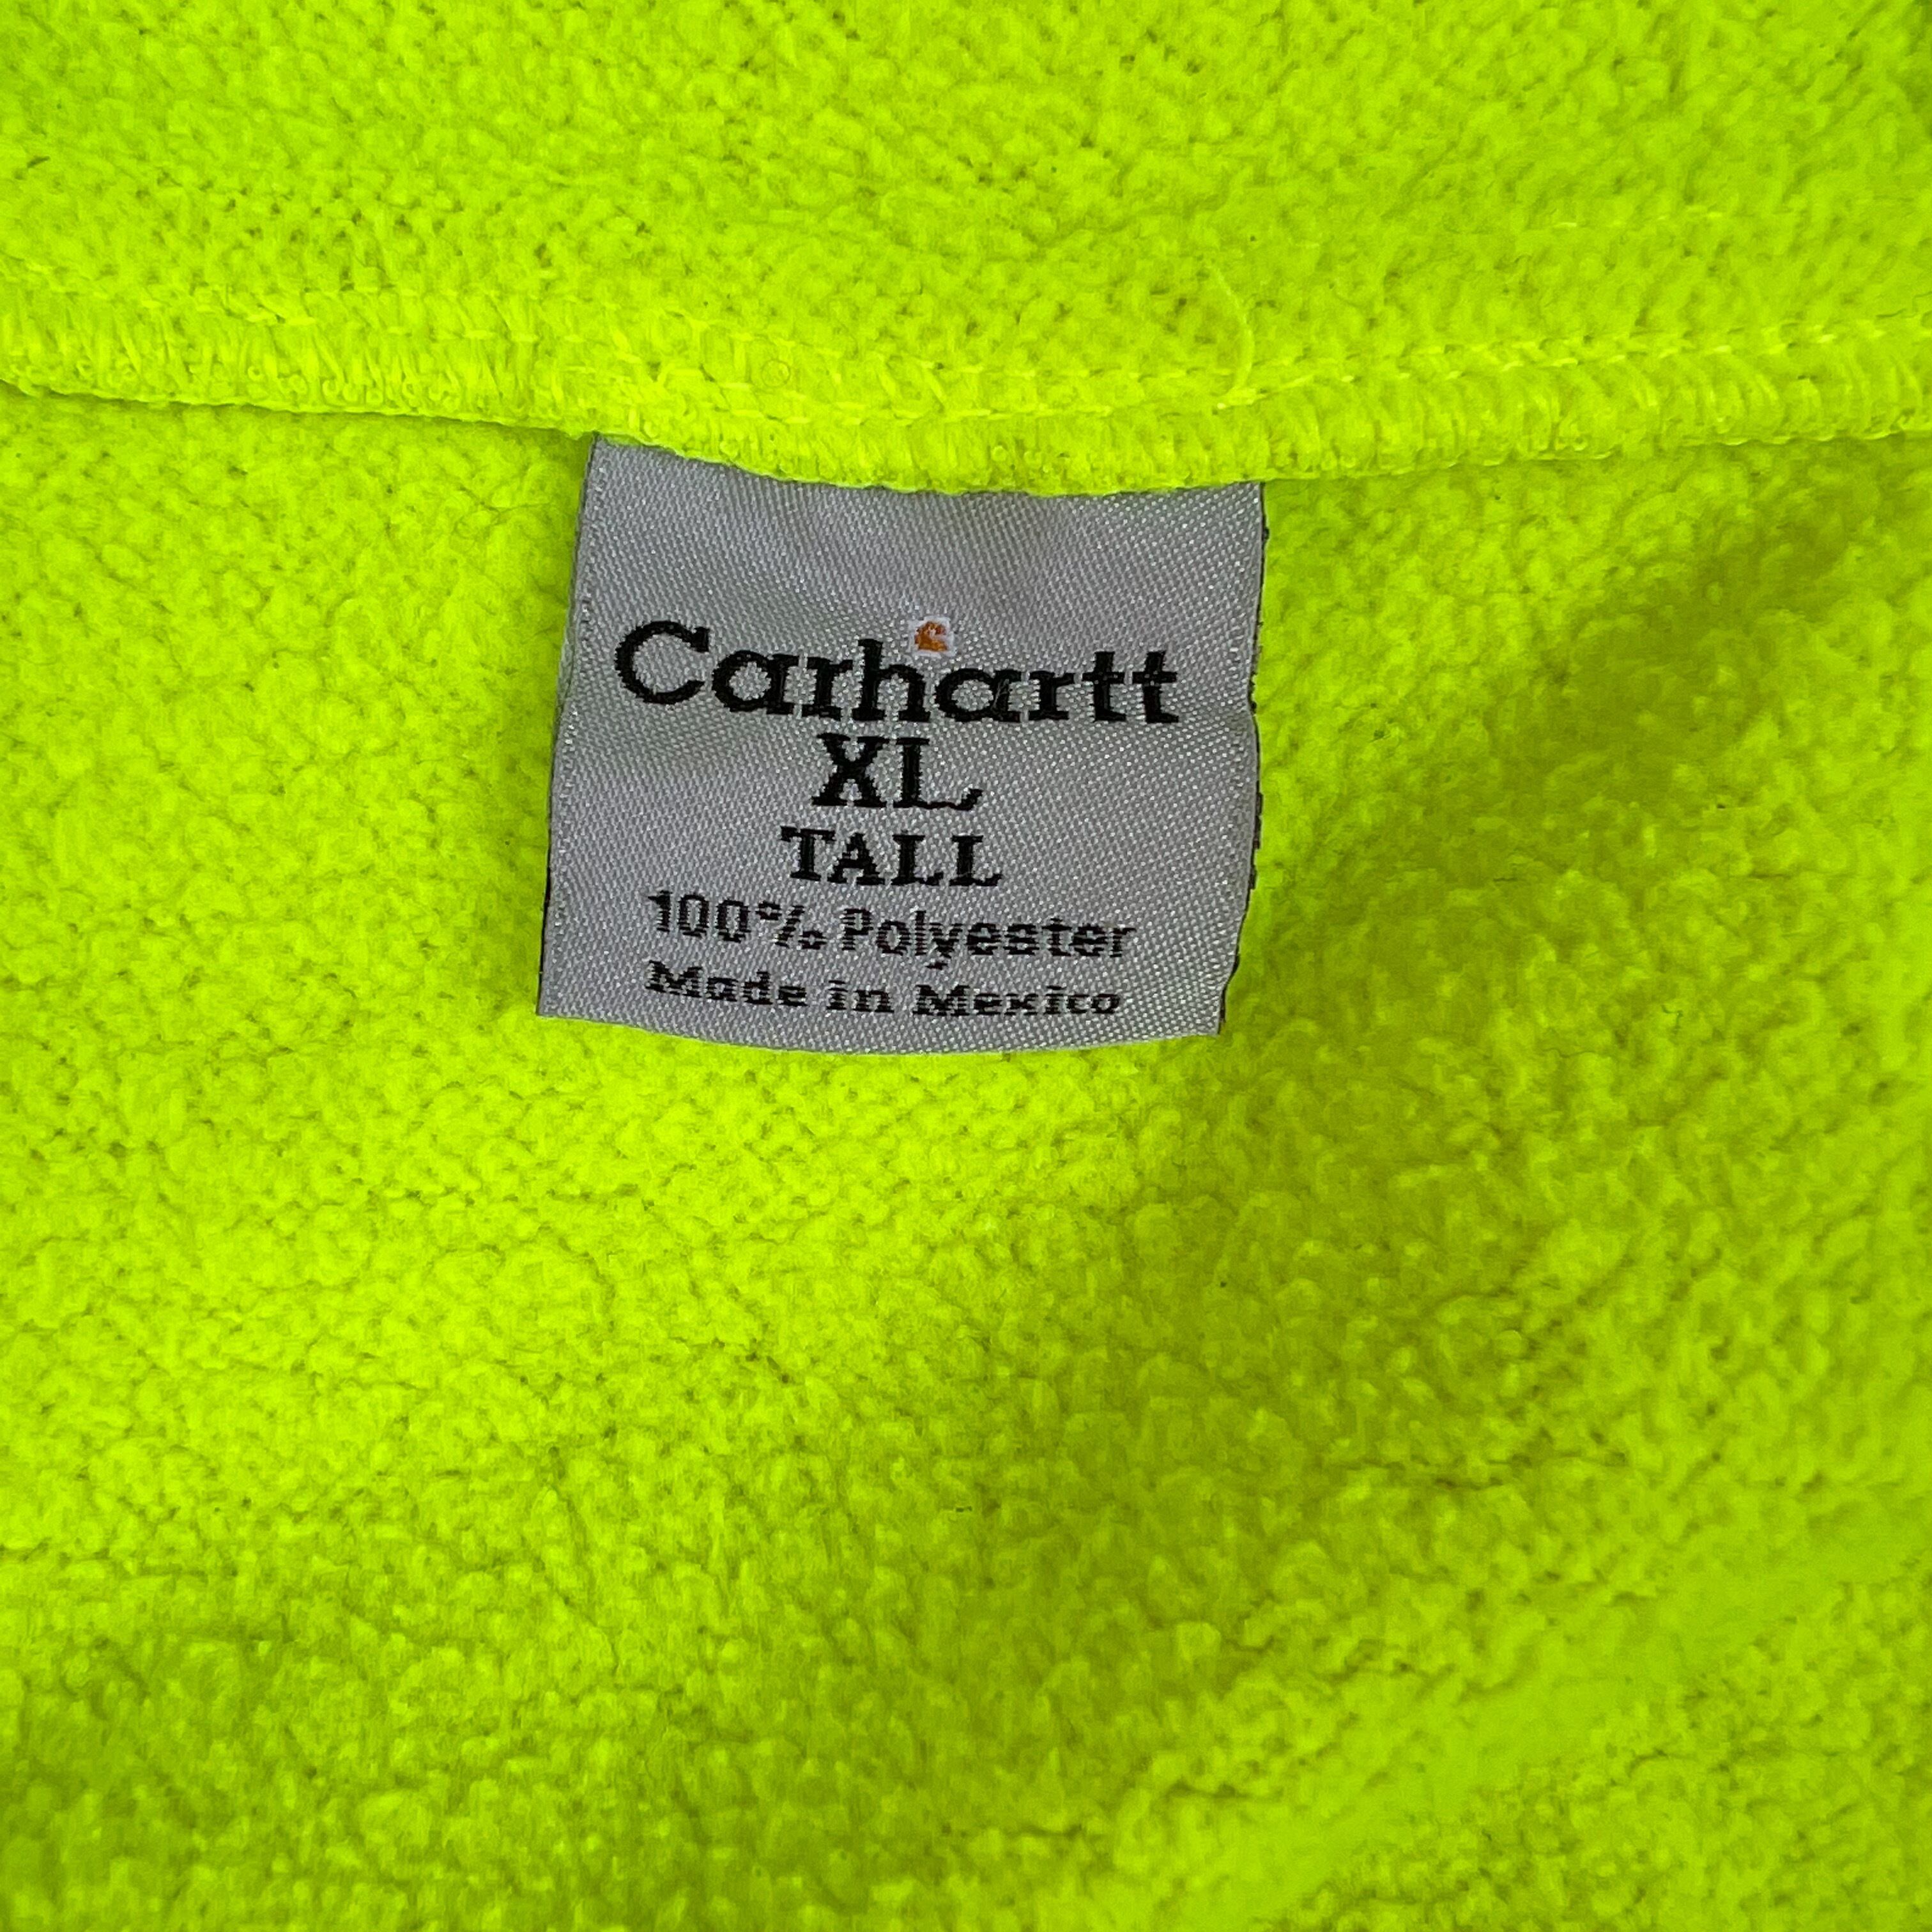 Carhartt
XL
TALL
100% Polyester
Made in Mexico